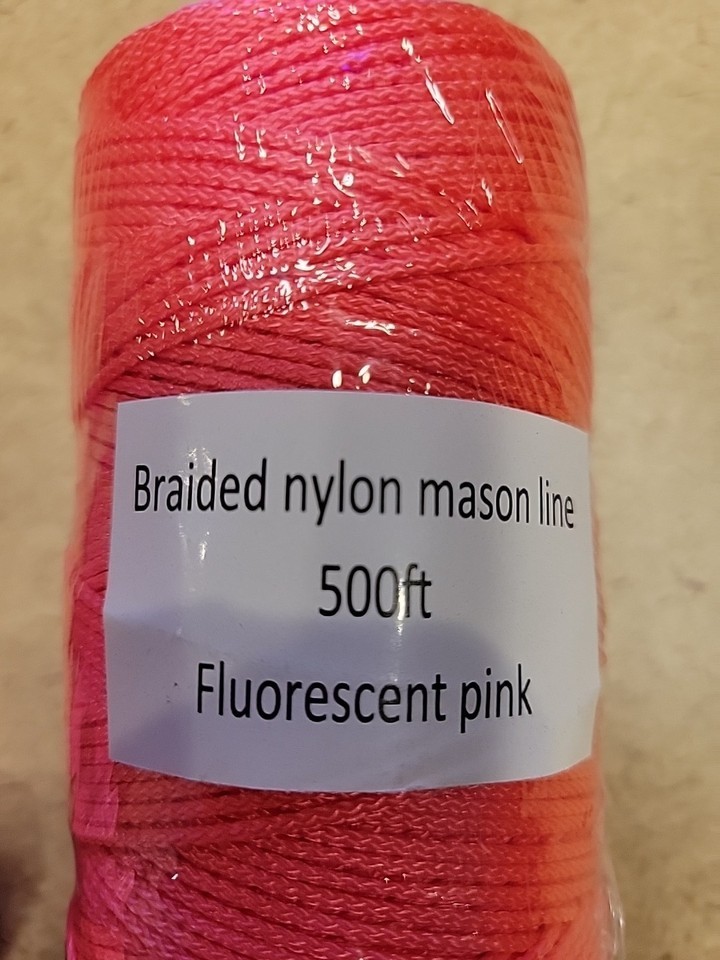 Braided nylon mason line
500ft
Fluorescent pink